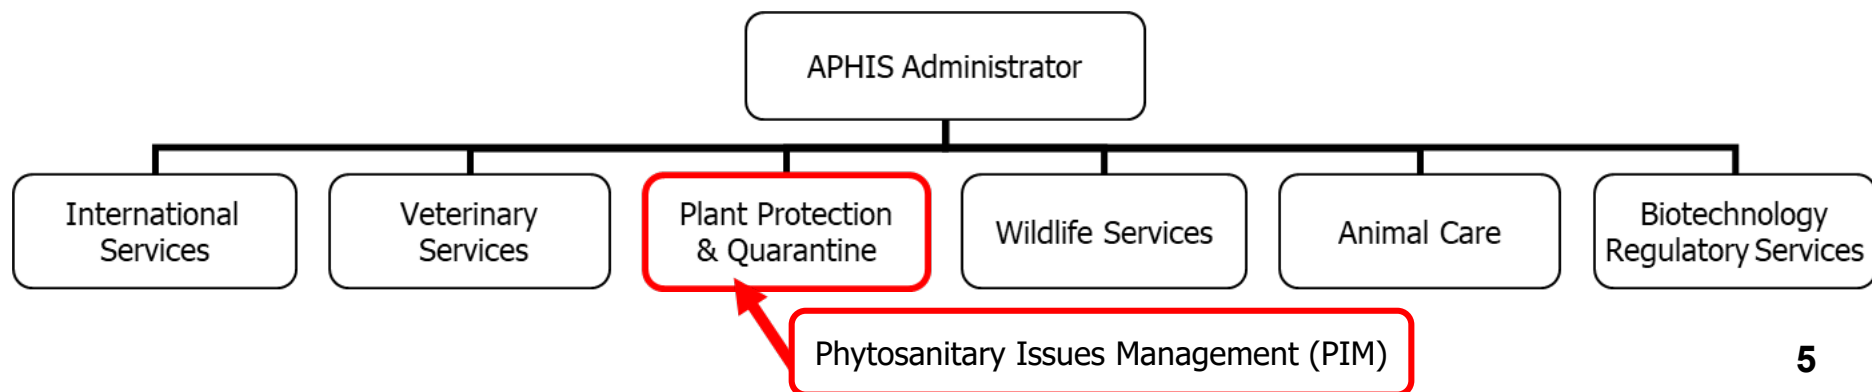 APHIS Administrator
International
Services
Veterinary
Services
Plant Protection
& Quarantine
Wildlife Services
Animal Care
Biotechnology
Regulatory Services
Phytosanitary Issues Management (PIM)
5